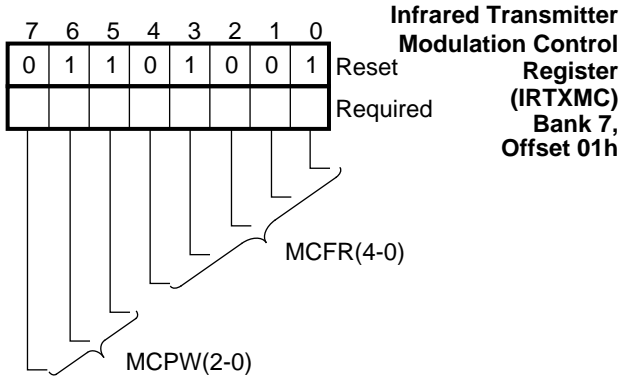 Infrared Transmitter
Modulation Control
Register
(IRTXMC)
Bank 7,
Offset 01h
7 6 5 4 3 2 1 0
0 1 1 0 1 0 0 1 Reset
Required
MCFR(4-0)
MCPW(2-0)